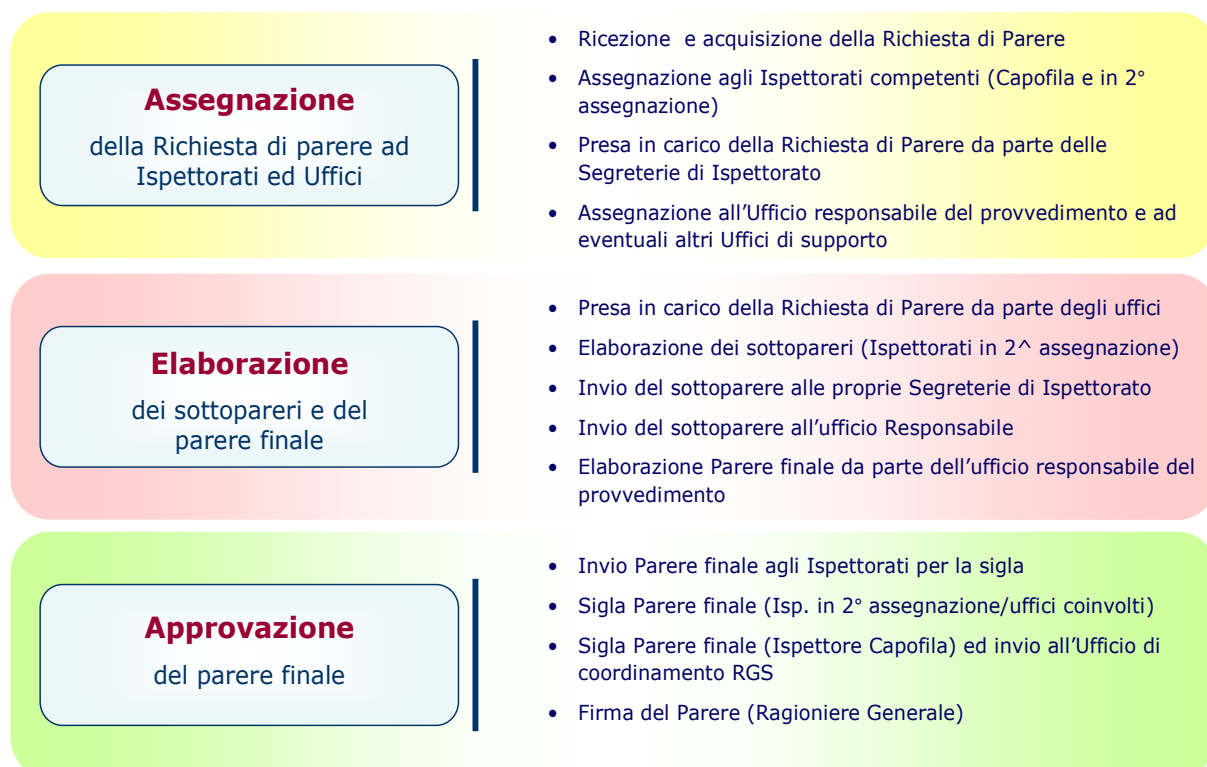 Assegnazione
della Richiesta di parere ad
Ispettorati ed Uffici
• Ricezione e acquisizione della Richiesta di Parere
• Assegnazione agli Ispettorati competenti (Capofila e in 2°
assegnazione)
• Presa in carico della Richiesta di Parere da parte delle
Segreterie di Ispettorato
• Assegnazione all’Ufficio responsabile del provvedimento e ad
eventuali altri Uffici di supporto
Elaborazione
dei sottopareri e del
parere finale
• Presa in carico della Richiesta di Parere da parte degli uffici
• Elaborazione dei sottopareri (Ispettorati in 2^ assegnazione)
• Invio del sottoparere alle proprie Segreterie di Ispettorato
• Invio del sottoparere all’ufficio Responsabile
• Elaborazione Parere finale da parte dell’ufficio responsabile del
provvedimento
Approvazione
del parere finale
• Invio Parere finale agli Ispettorati per la sigla
• Sigla Parere finale (Isp. in 2° assegnazione/uffici coinvolti)
• Sigla Parere finale (Ispettore Capofila) ed invio all’Ufficio di
coordinamento RGS
• Firma del Parere (Ragioniere Generale)